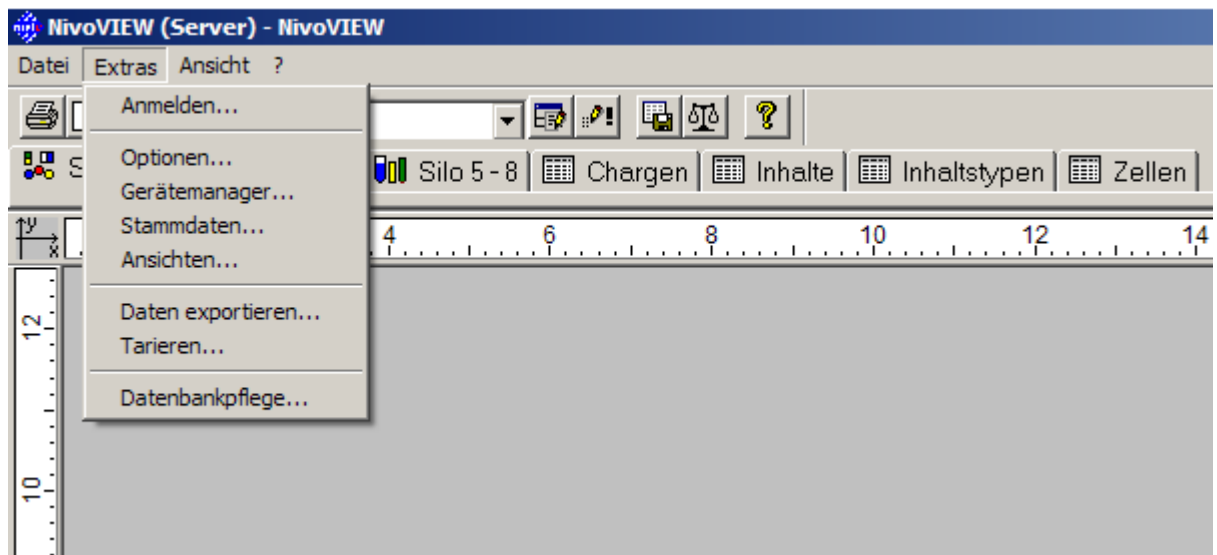 NivoVIEW (Server) - NivoVIEW
Datei Extras Ansicht ?
Anmelden...
Optionen...
Gerätemanager...
Stammdaten...
Ansichten...
Daten exportieren...
Tarieren...
Datenbankpflege...
S Silo 5 - 8 Chargen Inhalte Inhaltstypen Zellen
y x 4 6 8 10 12 14
12
10